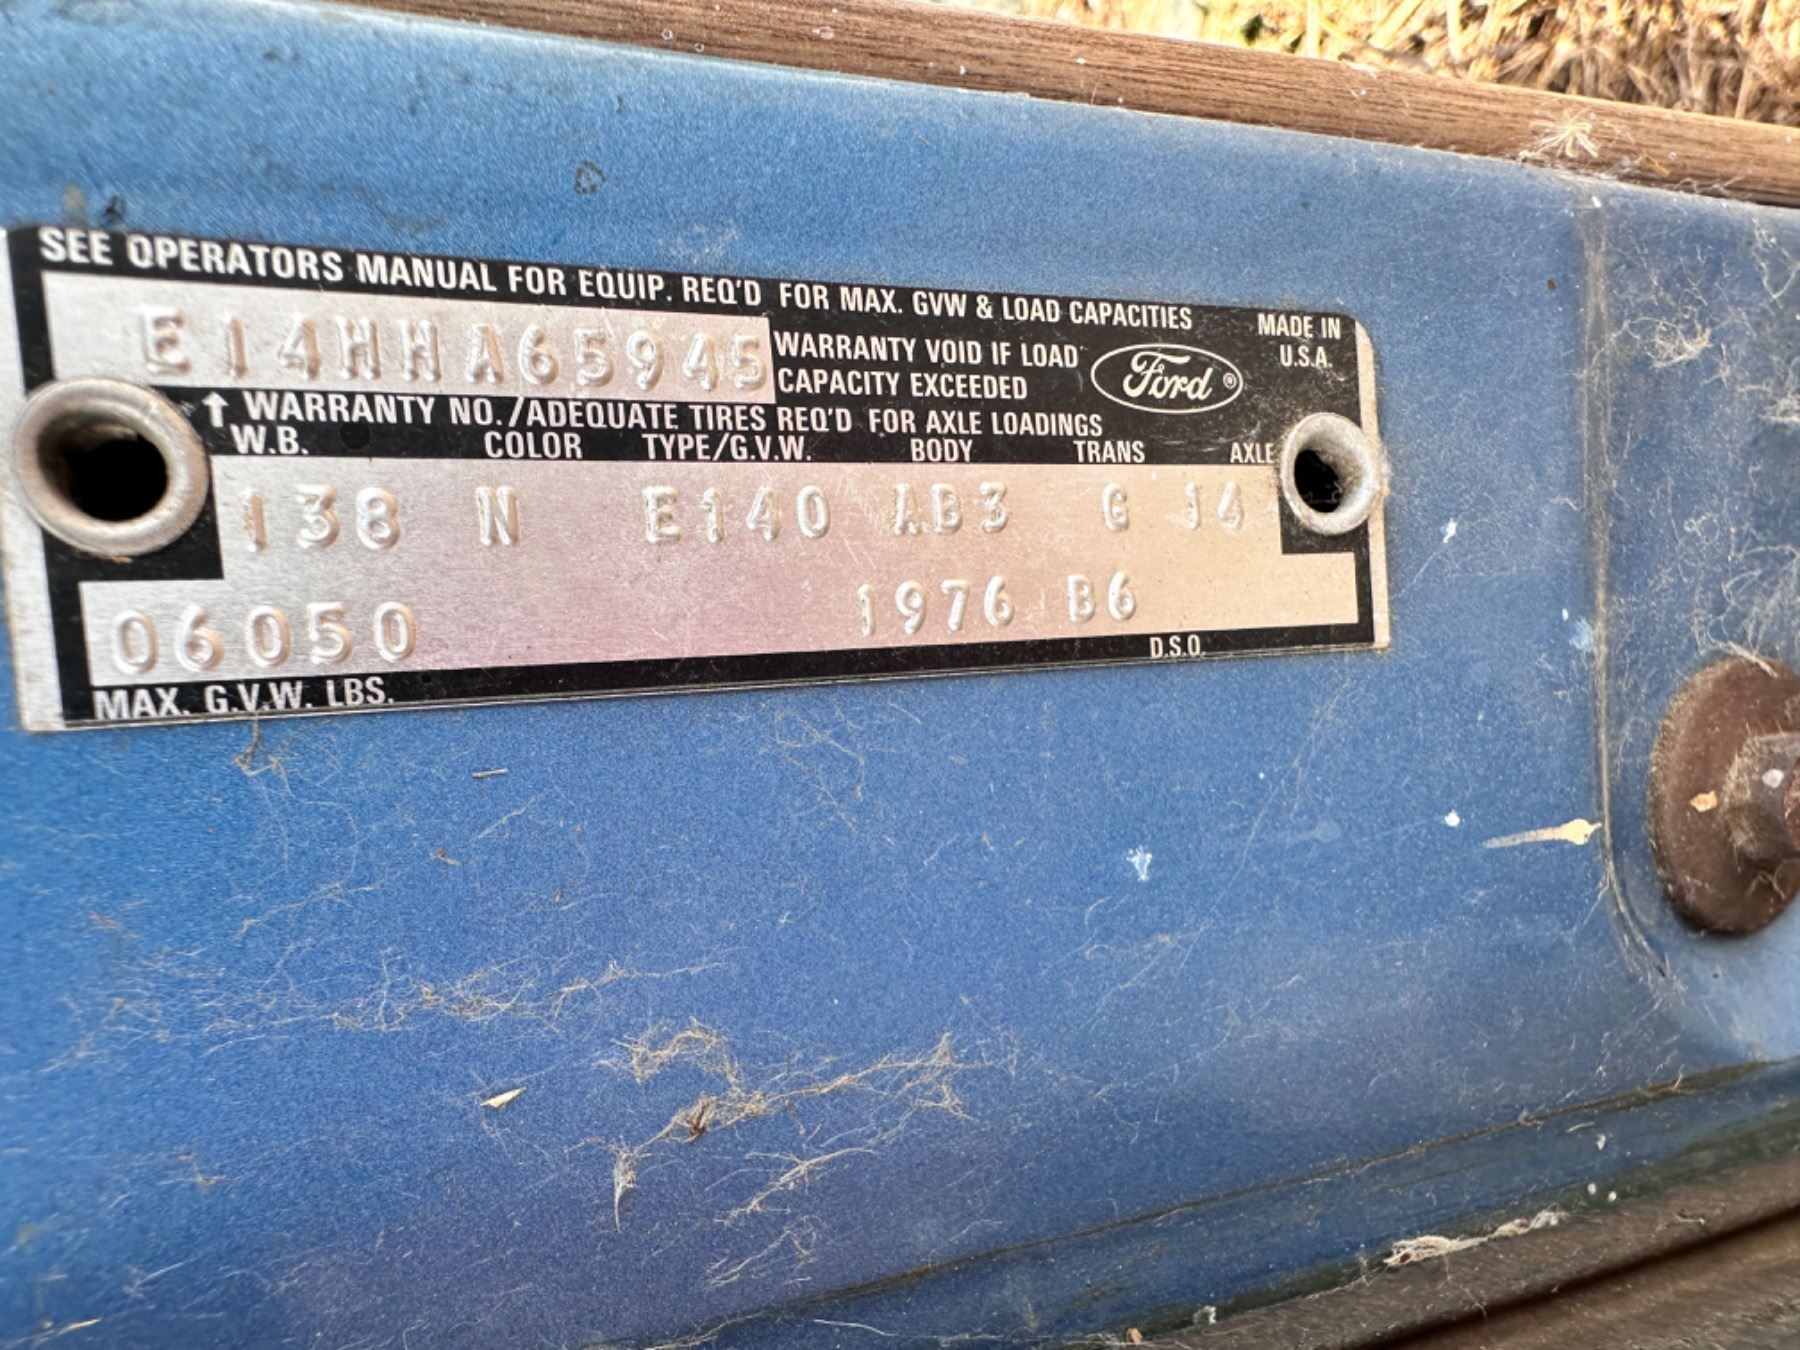 SEE OPERATORS MANUAL FOR EQUIP. REQ'D FOR MAX. GVW & LOAD CAPACITIES
MADE IN
U.S.A.
E14HHA65945
WARRANTY VOID IF LOAD
CAPACITY EXCEEDED
Ford ®
↑ WARRANTY NO./ADEQUATE TIRES REQ'D FOR AXLE LOADINGS
W.B. COLOR TYPE/G.V.W. BODY TRANS AXLE
138 N E140 AB3 G 14
06050 1976 B6
MAX. G.V.W. LBS. D.S.O.